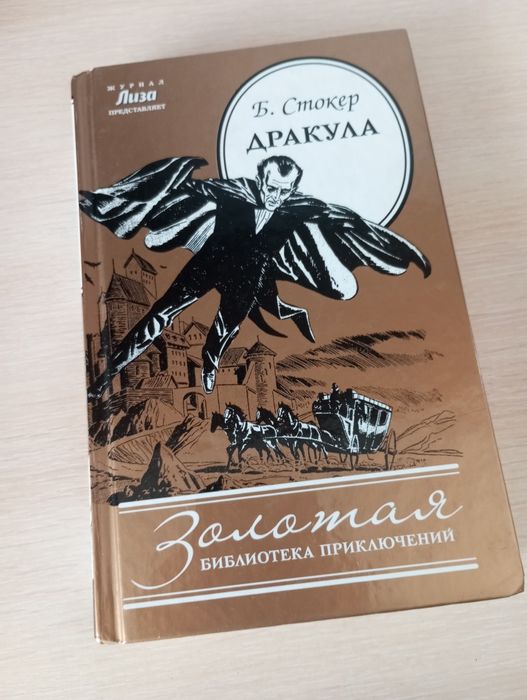 ЖУРНАЛ
Лиза
ПРЕДСТАВЛЯЕТ
Б. Стокер
ДРАКУЛА
Золотая
БИБЛИОТЕКА ПРИКЛЮЧЕНИЙ